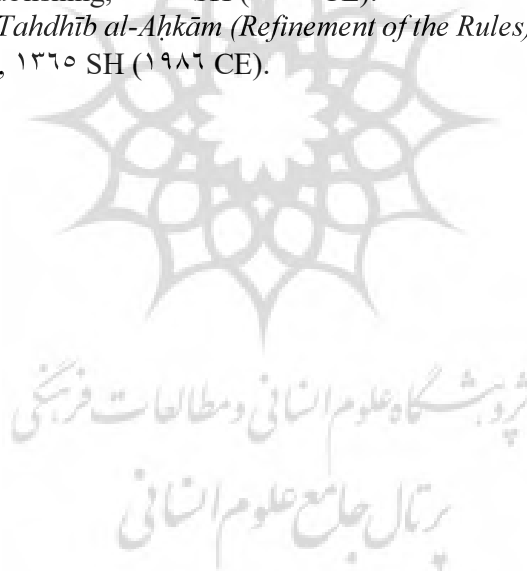 Tahdhīb al-Aḥkām (Refinement of the Rules)
, ١٣٦٥ SH (١٩٨٦ CE).
پژوهشگاه علوم انسانی و مطالعات فرهنگی
پرتال جامع علوم انسانی